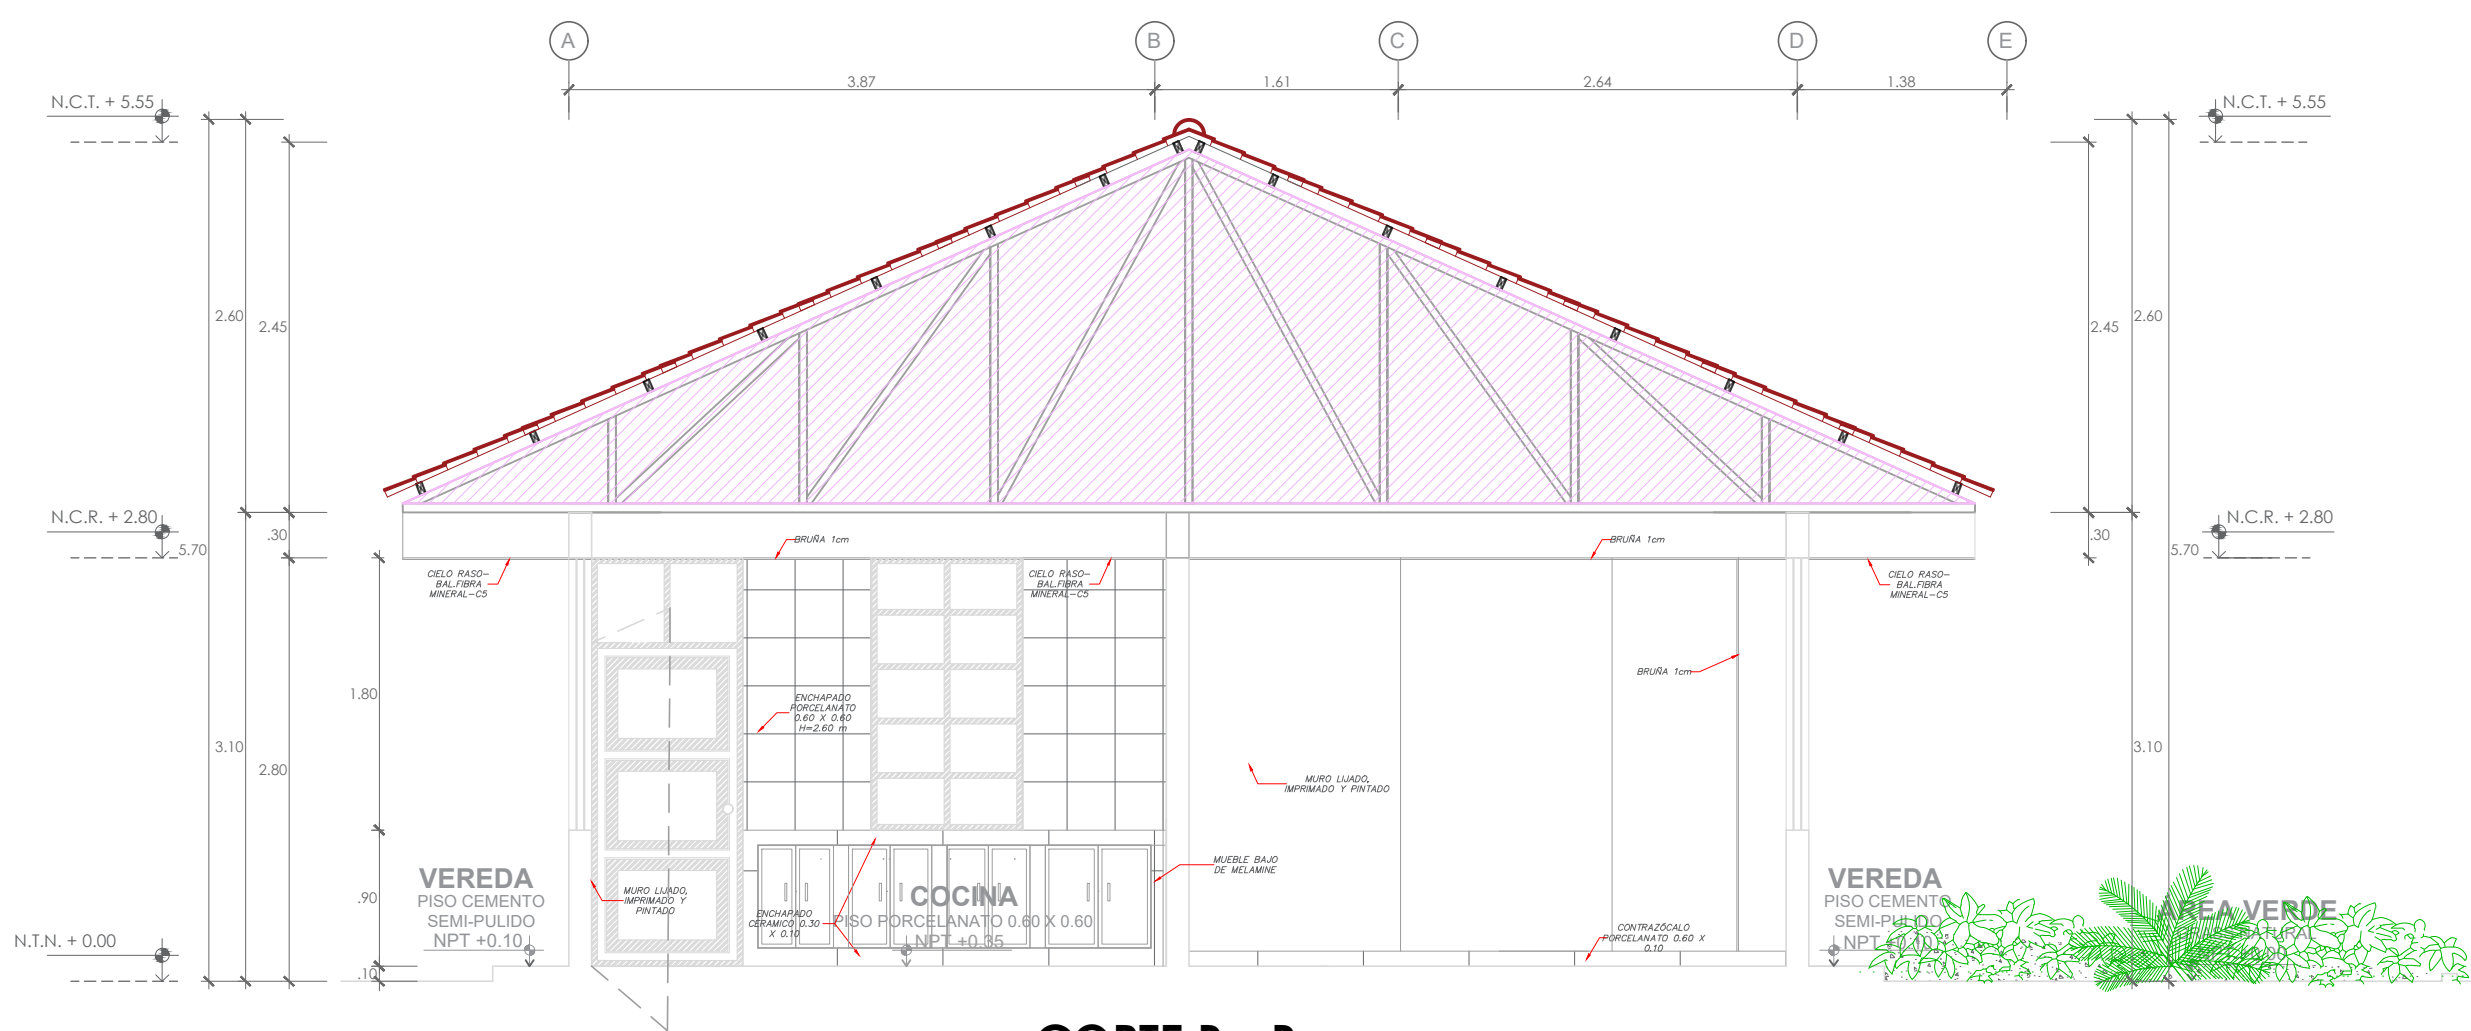 A
B
C
D
E
3.87
1.61
2.64
1.38
N.C.T. + 5.55
N.C.T. + 5.55
2.60
2.45
2.45
2.60
N.C.R. + 2.80
N.C.R. + 2.80
5.70
.30
.30
5.70
BRUÑA 1cm
BRUÑA 1cm
CIELO RASO-
BAL.FIBRA
MINERAL-C5
CIELO RASO-
BAL.FIBRA
MINERAL-C5
CIELO RASO-
BAL.FIBRA
MINERAL-C5
BRUÑA 1cm
1.80
ENCHAPADO
PORCELANATO
0.60 X 0.60
H=2.60 m
3.10
2.80
3.10
MURO LIJADO,
IMPRIMADO Y PINTADO
MUEBLE BAJO
DE MELAMINE
VEREDA
PISO CEMENTO
SEMI-PULIDO
NPT +0.10
.90
MURO LIJADO,
IMPRIMADO Y
PINTADO
ENCHAPADO
CERAMICO 0.30
X 0.10
COCINA
PISO PORCELANATO 0.60 X 0.60
NPT +0.35
CONTRAZÓCALO
PORCELANATO 0.60 X
0.10
VEREDA
PISO CEMENTO
SEMI-PULIDO
NPT +0.10
AREA VERDE
NATURAL
N.T.N. + 0.00
.10